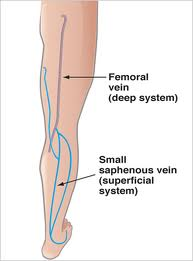 Femoral
vein
(deep system)
Small
saphenous vein
(superficial
system)